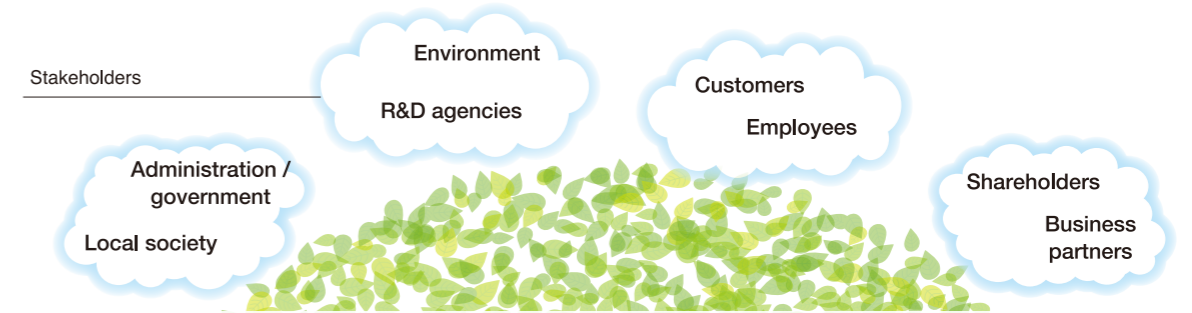 Stakeholders
Environment
R&D agencies
Customers
Employees
Administration /
government
Local society
Shareholders
Business
partners